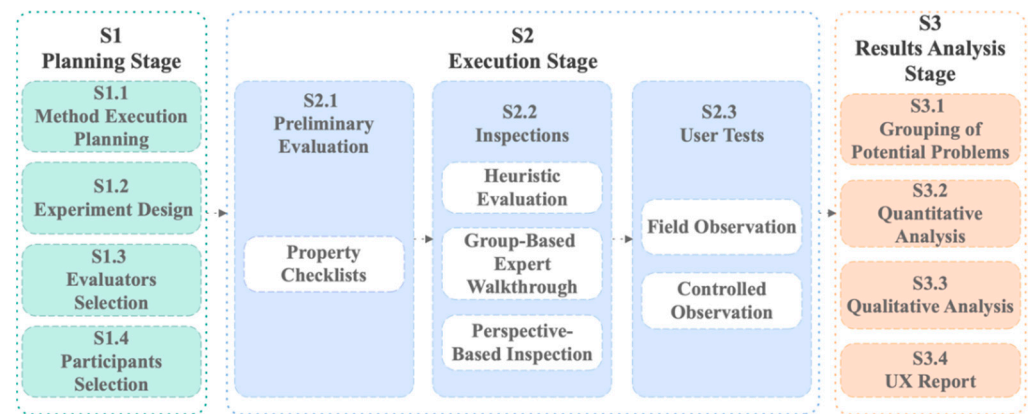 S1
Planning Stage
S1.1
Method Execution
Planning
S1.2
Experiment Design
S1.3
Evaluators
Selection
S1.4
Participants
Selection
S2
Execution Stage
S2.1
Preliminary
Evaluation
Property
Checklists
S2.2
Inspections
Heuristic
Evaluation
Group-Based
Expert
Walkthrough
Perspective-
Based Inspection
S2.3
User Tests
Field Observation
Controlled
Observation
S3
Results Analysis
Stage
S3.1
Grouping of
Potential Problems
S3.2
Quantitative
Analysis
S3.3
Qualitative Analysis
S3.4
UX Report